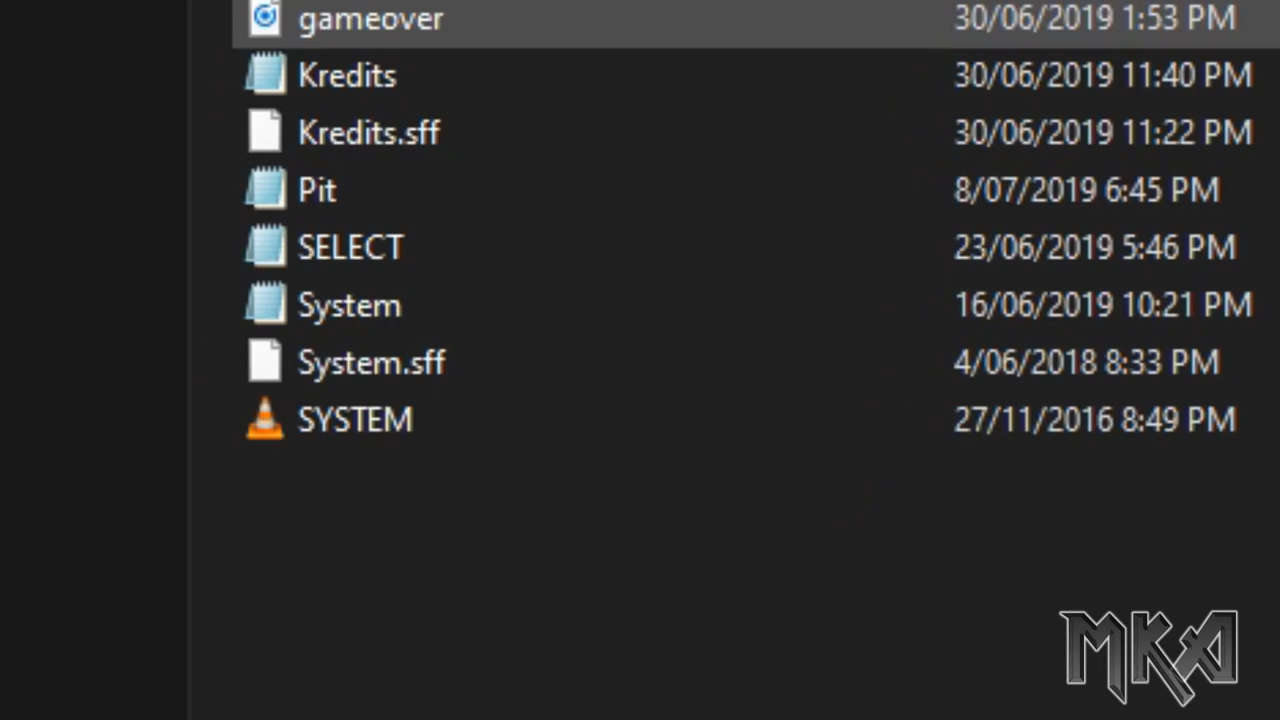 gameover 30/06/2019 1:53 PM
Kredits 30/06/2019 11:40 PM
Kredits.sff 30/06/2019 11:22 PM
Pit 8/07/2019 6:45 PM
SELECT 23/06/2019 5:46 PM
System 16/06/2019 10:21 PM
System.sff 4/06/2018 8:33 PM
SYSTEM 27/11/2016 8:49 PM
MKA